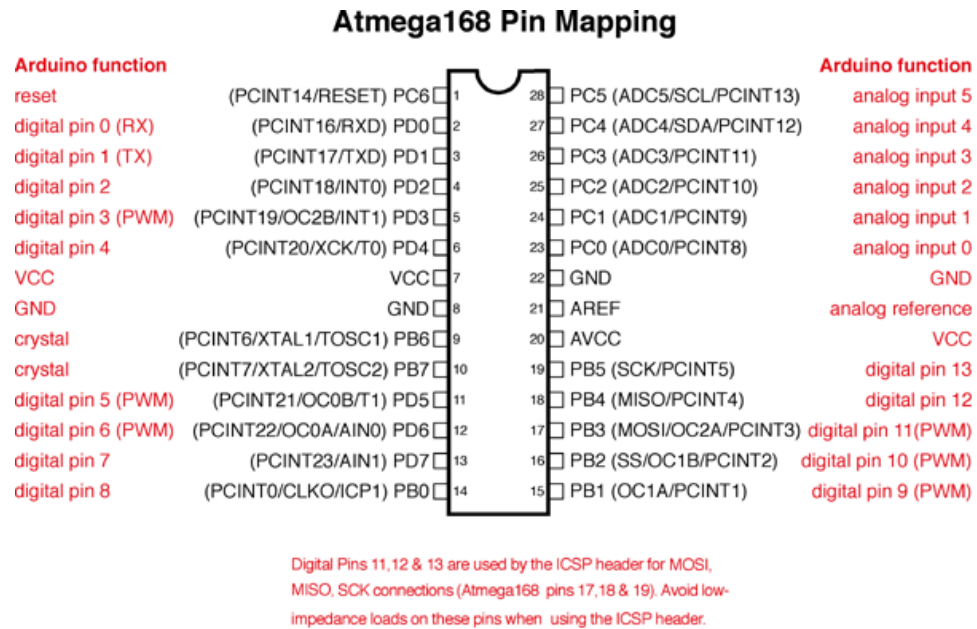 Atmega168 Pin Mapping
Arduino function Arduino function
reset (PCINT14/RESET) PC6 1 28 PC5 (ADC5/SCL/PCINT13) analog input 5
digital pin 0 (RX) (PCINT16/RXD) PD0 2 27 PC4 (ADC4/SDA/PCINT12) analog input 4
digital pin 1 (TX) (PCINT17/TXD) PD1 3 26 PC3 (ADC3/PCINT11) analog input 3
digital pin 2 (PCINT18/INT0) PD2 4 25 PC2 (ADC2/PCINT10) analog input 2
digital pin 3 (PWM) (PCINT19/OC2B/INT1) PD3 5 24 PC1 (ADC1/PCINT9) analog input 1
digital pin 4 (PCINT20/XCK/T0) PD4 6 23 PC0 (ADC0/PCINT8) analog input 0
VCC VCC 7 22 GND GND
GND GND 8 21 AREF analog reference
crystal (PCINT6/XTAL1/TOSC1) PB6 9 20 AVCC VCC
crystal (PCINT7/XTAL2/TOSC2) PB7 10 19 PB5 (SCK/PCINT5) digital pin 13
digital pin 5 (PWM) (PCINT21/OC0B/T1) PD5 11 18 PB4 (MISO/PCINT4) digital pin 12
digital pin 6 (PWM) (PCINT22/OC0A/AIN0) PD6 12 17 PB3 (MOSI/OC2A/PCINT3) digital pin 11(PWM)
digital pin 7 (PCINT23/AIN1) PD7 13 16 PB2 (SS/OC1B/PCINT2) digital pin 10 (PWM)
digital pin 8 (PCINT0/CLKO/ICP1) PB0 14 15 PB1 (OC1A/PCINT1) digital pin 9 (PWM)
Digital Pins 11,12 & 13 are used by the ICSP header for MOSI,
MISO, SCK connections (Atmega168 pins 17,18 & 19). Avoid low-
impedance loads on these pins when using the ICSP header.